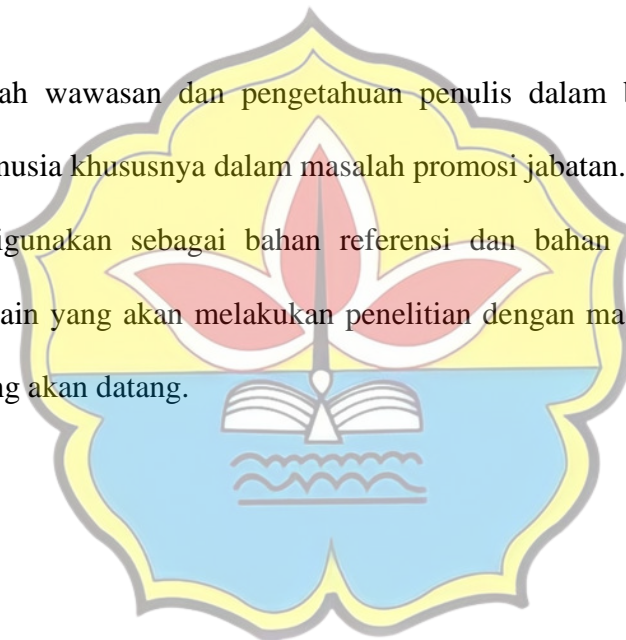 ah wawasan dan pengetahuan penulis dalam b
nusia khususnya dalam masalah promosi jabatan.
igunakan sebagai bahan referensi dan bahan
ain yang akan melakukan penelitian dengan ma
ng akan datang.